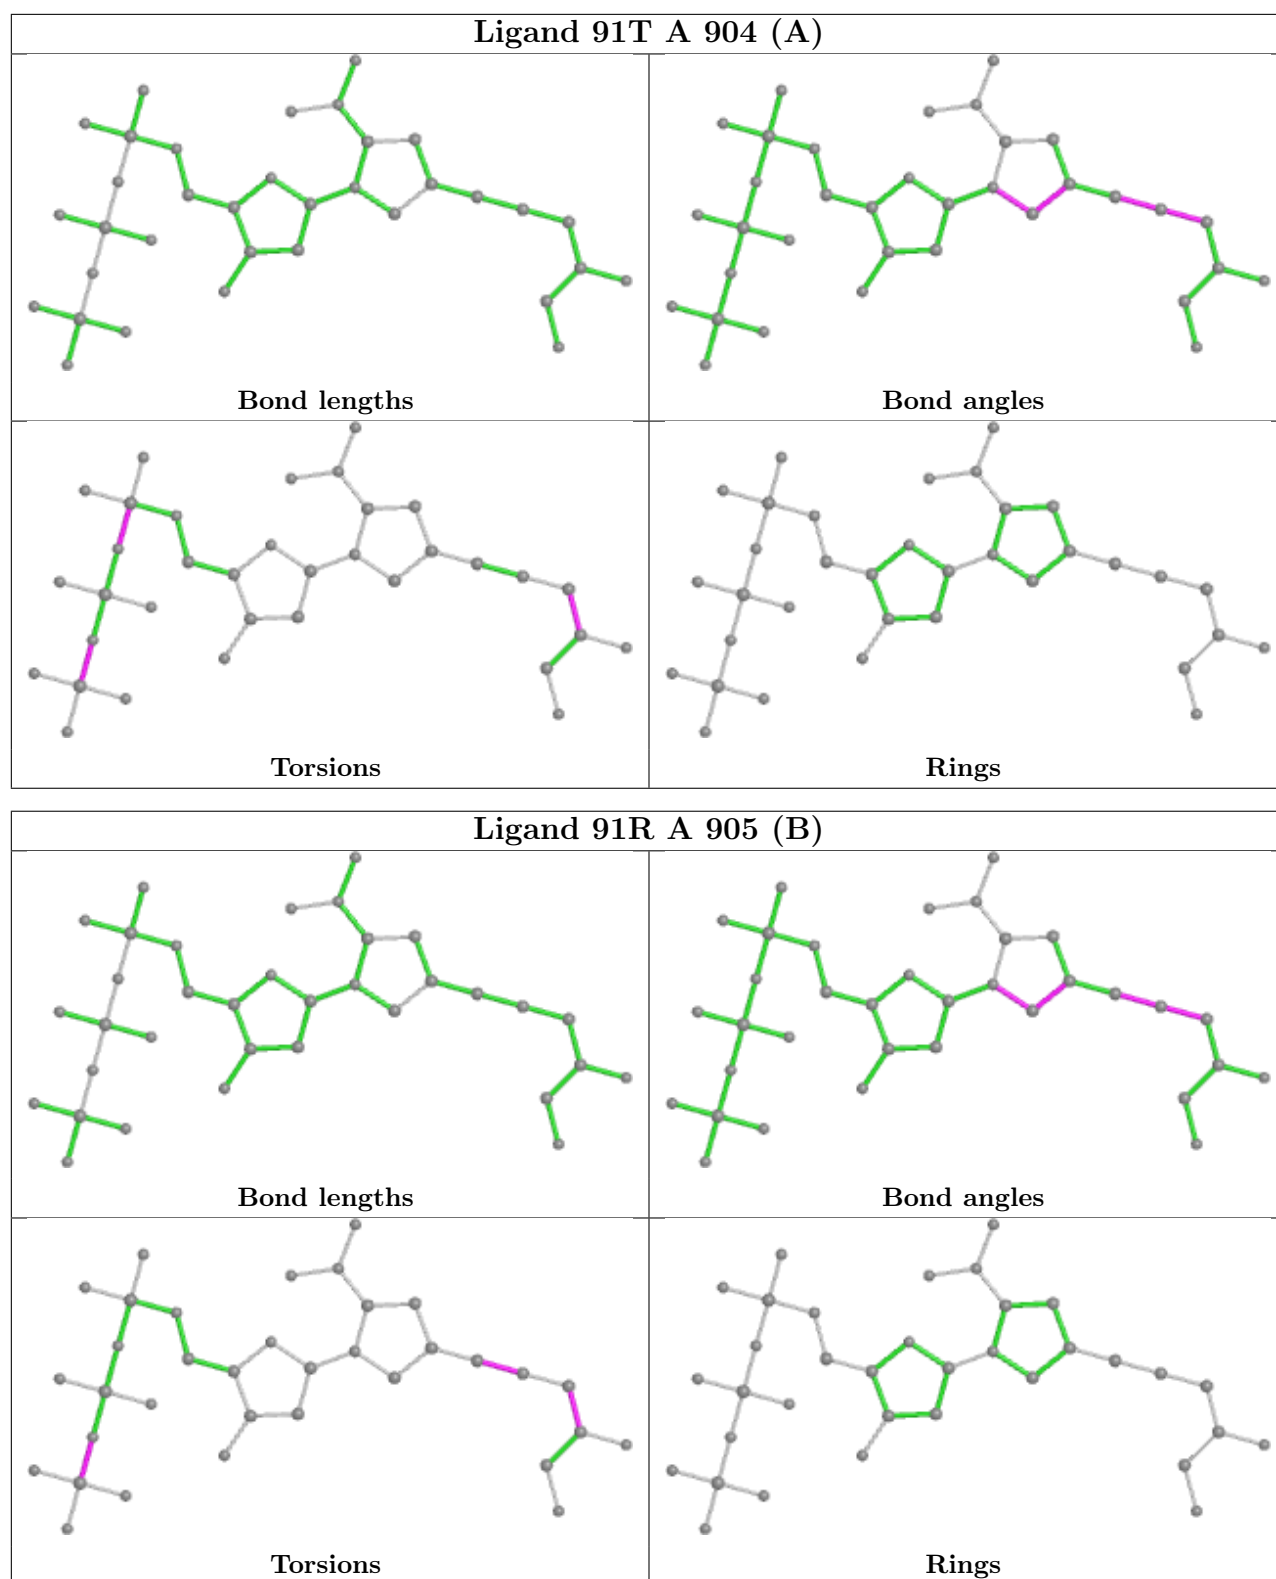 Ligand 91T A 904 (A)
Bond lengths
Bond angles
Torsions
Rings
Ligand 91R A 905 (B)
Bond lengths
Bond angles
Torsions
Rings